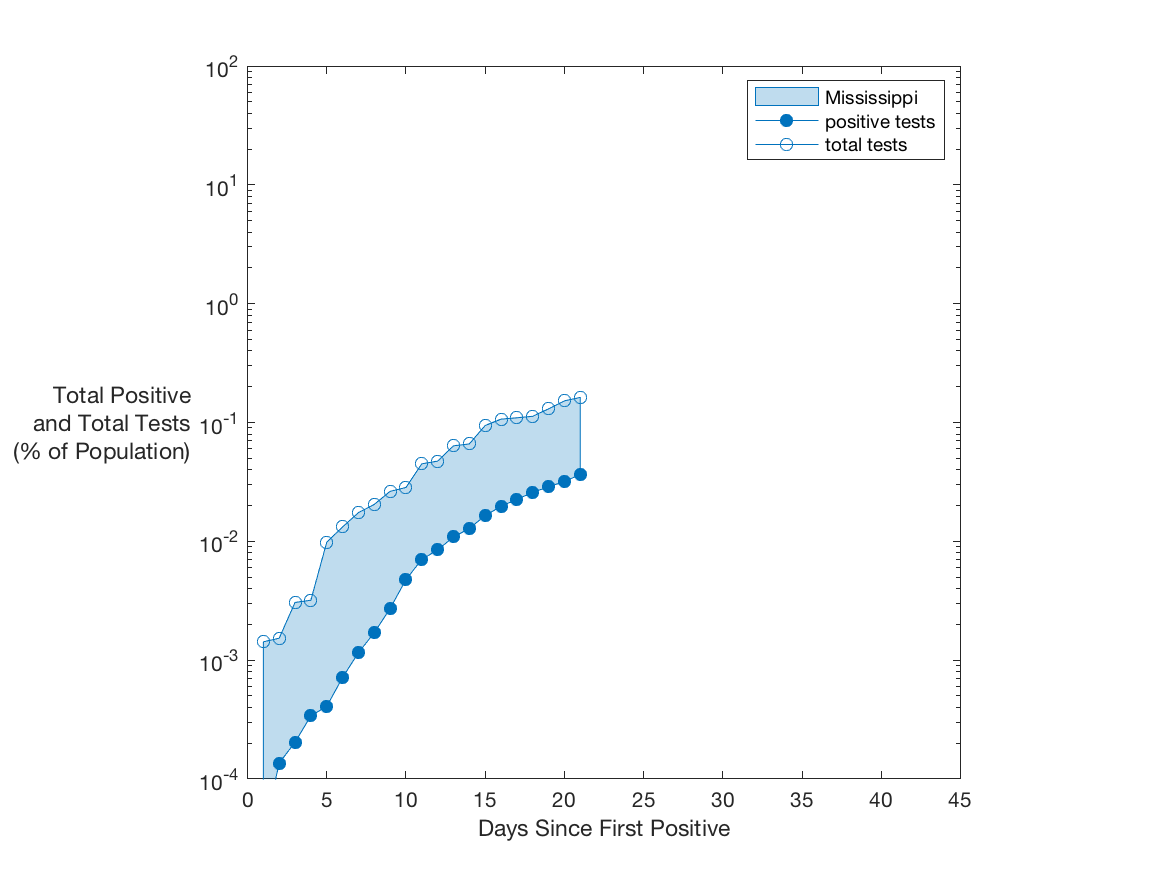 10^2
10^1
10^0
10^-1
10^-2
10^-3
10^-4
Total Positive
and Total Tests
(% of Population)
0 5 10 15 20 25 30 35 40 45
Days Since First Positive
Mississippi
positive tests
total tests